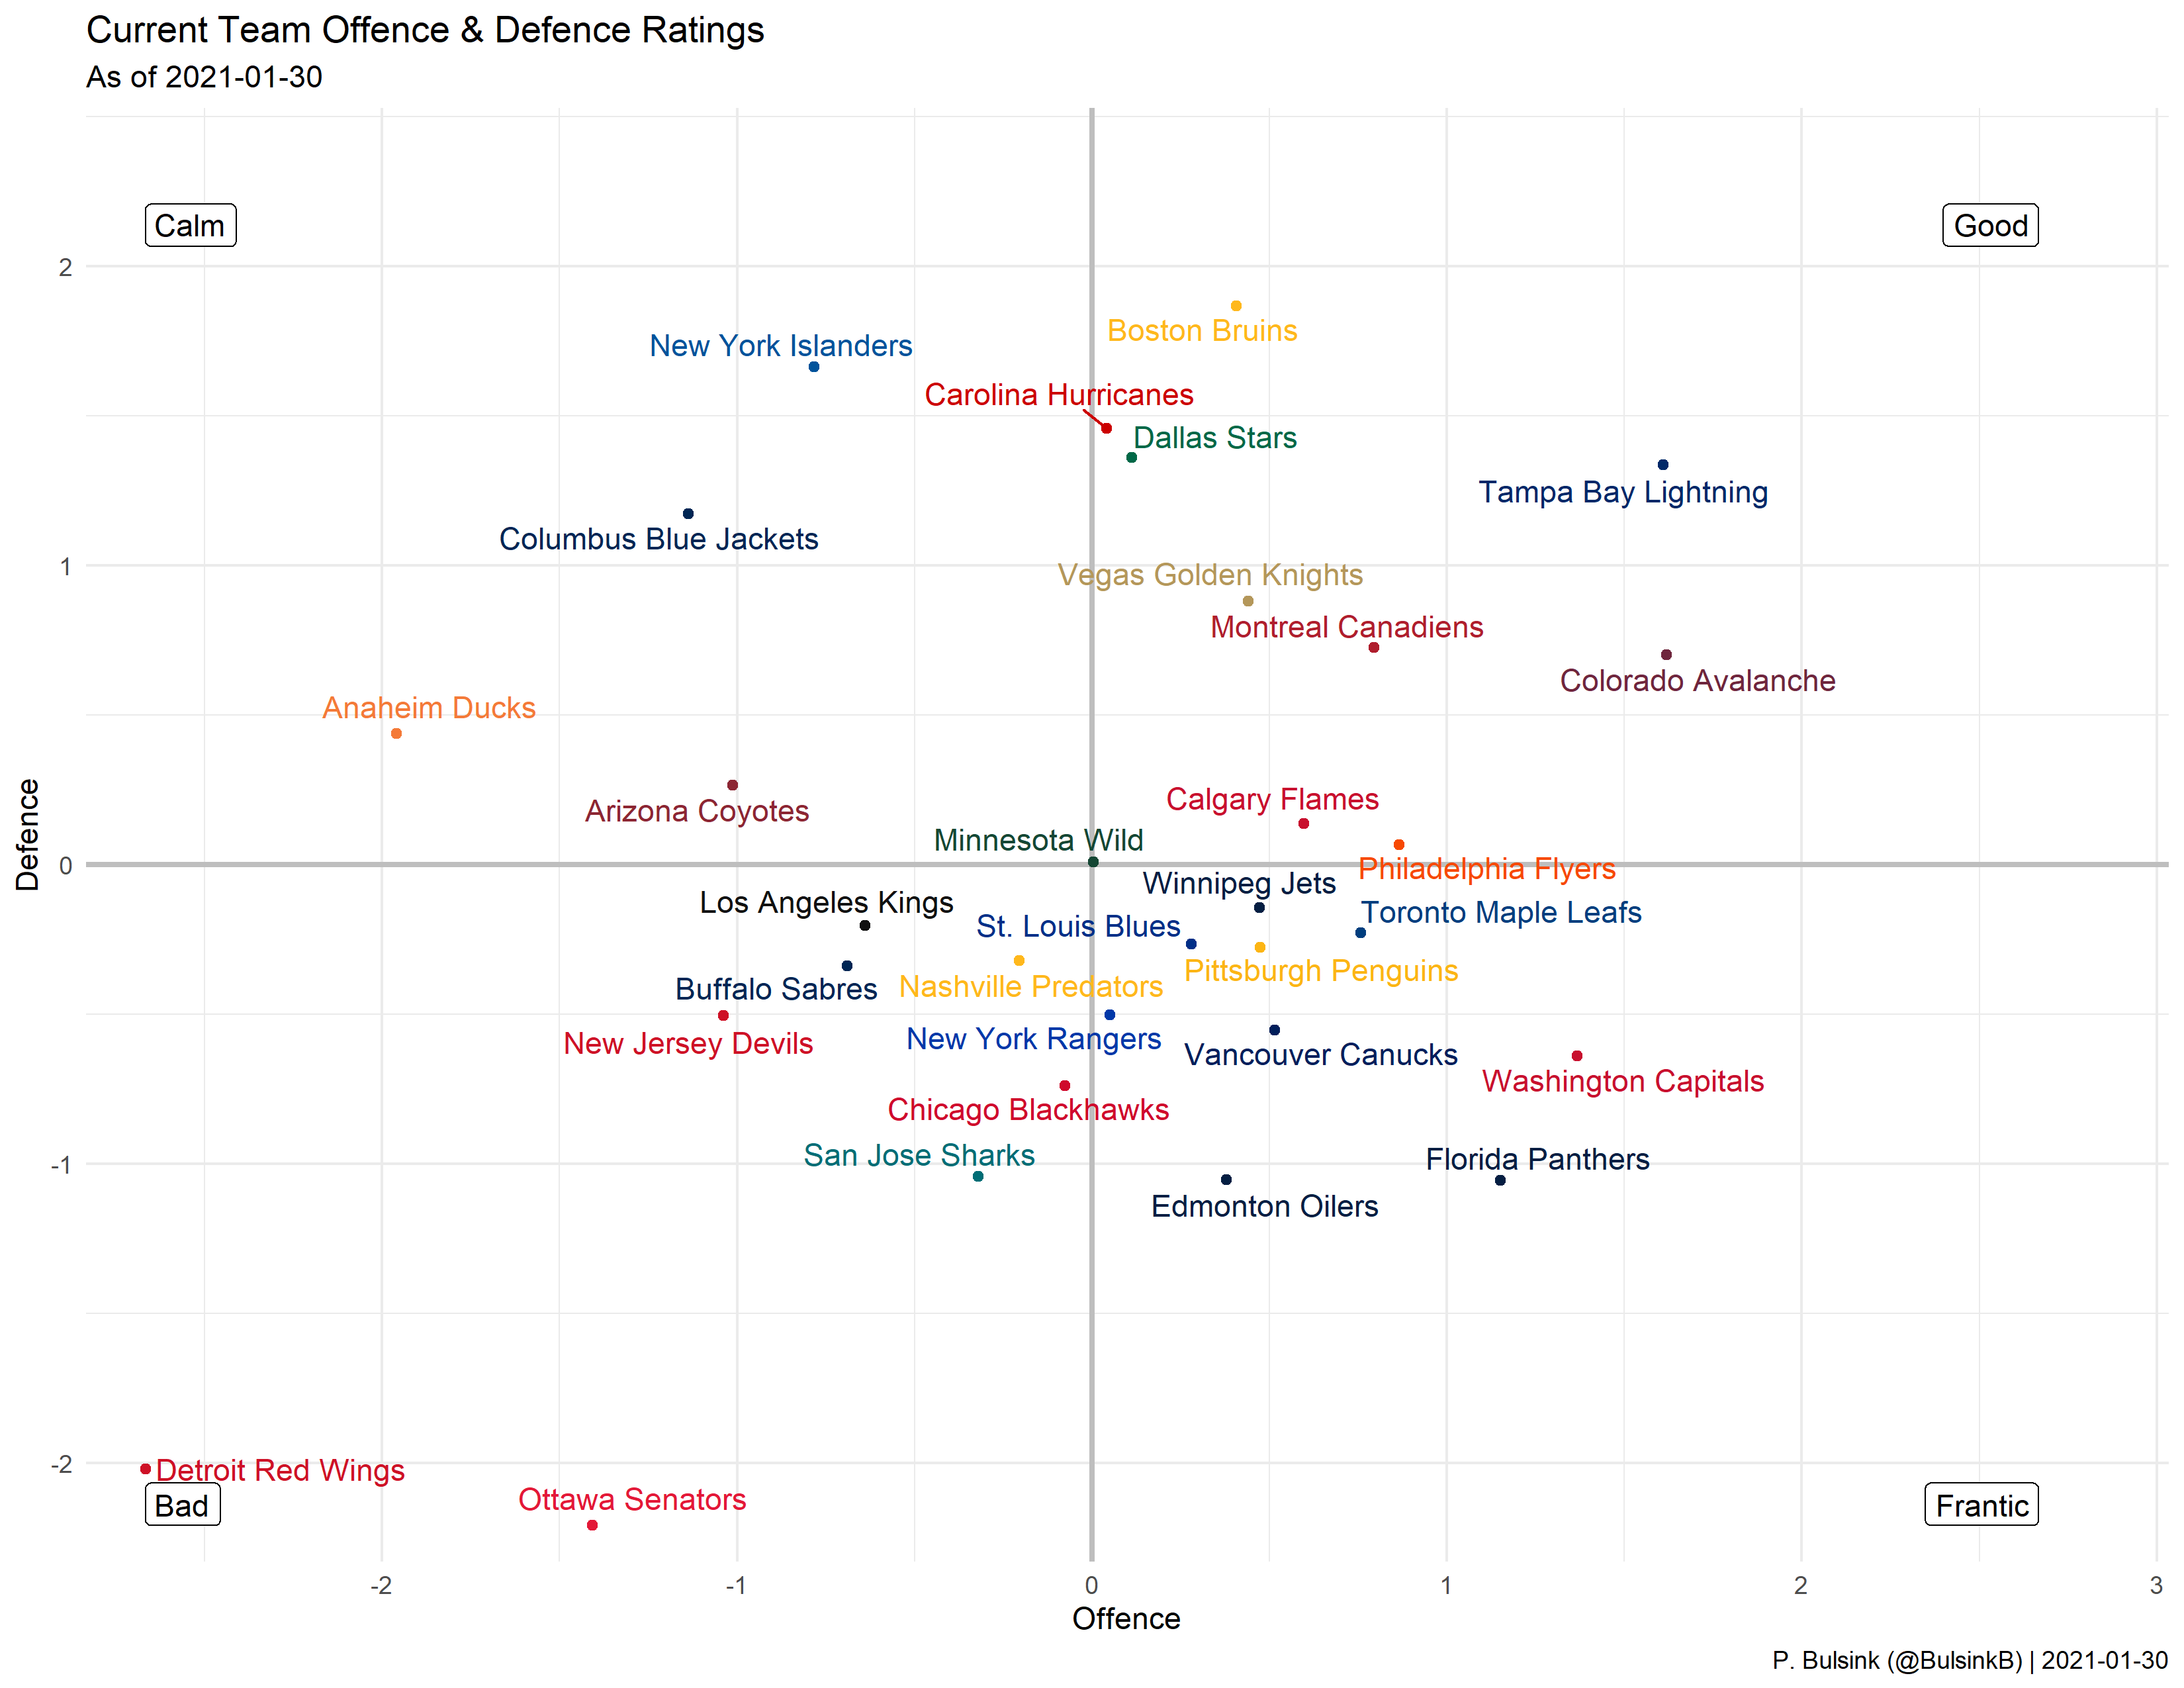 Current Team Offence & Defence Ratings
As of 2021-01-30
Calm
Good
2
Boston Bruins
New York Islanders
Carolina Hurricanes
Dallas Stars
Tampa Bay Lightning
Columbus Blue Jackets
1
Vegas Golden Knights
Montreal Canadiens
Colorado Avalanche
Anaheim Ducks
Calgary Flames
Arizona Coyotes
Minnesota Wild
Defence
0
Philadelphia Flyers
Winnipeg Jets
Los Angeles Kings
Toronto Maple Leafs
St. Louis Blues
Pittsburgh Penguins
Nashville Predators
Buffalo Sabres
New York Rangers
New Jersey Devils
Vancouver Canucks
Washington Capitals
Chicago Blackhawks
San Jose Sharks
Florida Panthers
-1
Edmonton Oilers
-2
Detroit Red Wings
Ottawa Senators
Bad
Frantic
-2
-1
0
1
2
3
Offence
P. Bulsink (@BulsinkB) | 2021-01-30